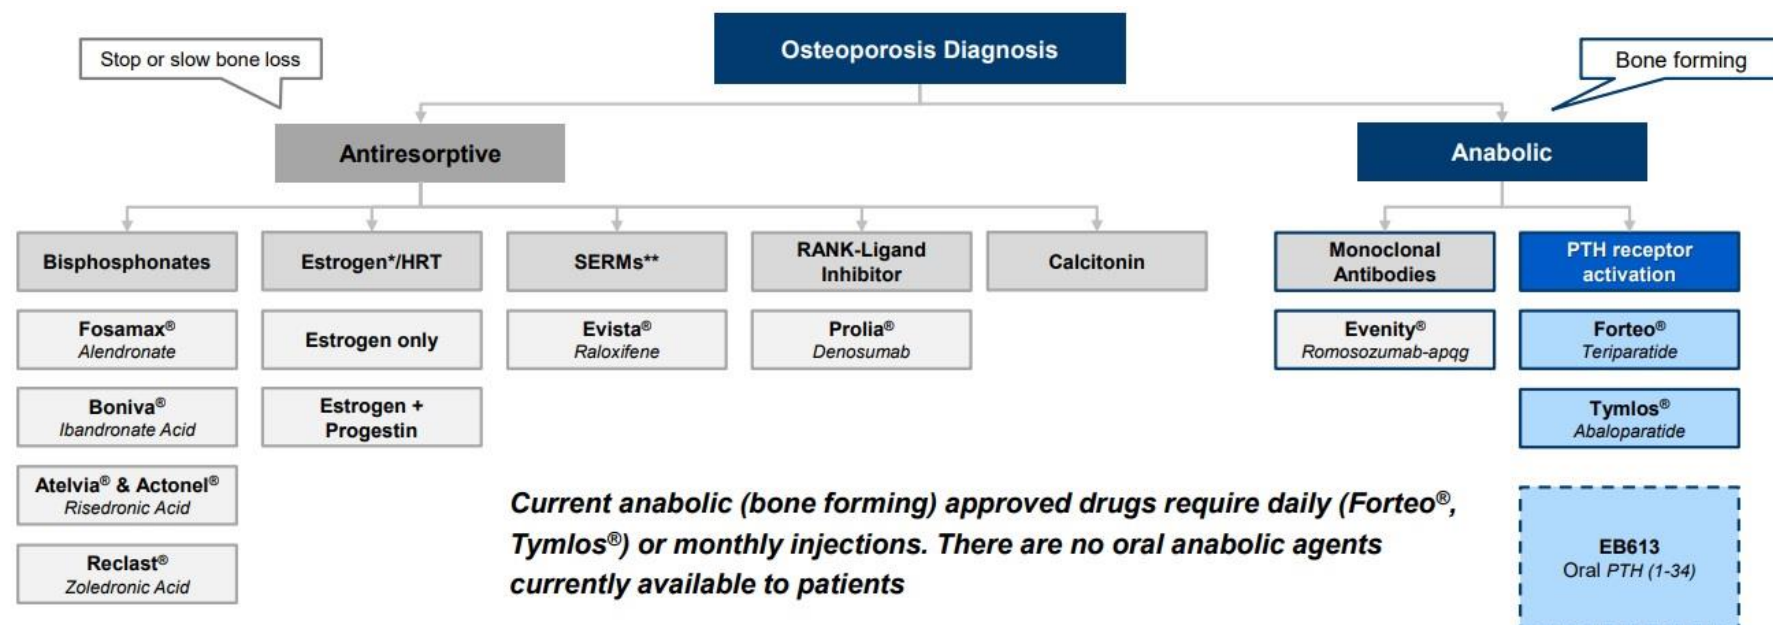 Osteoporosis Diagnosis
Stop or slow bone loss
Bone forming
Antiresorptive
Anabolic
Bisphosphonates
Estrogen*/HRT
SERMs**
RANK-Ligand
Inhibitor
Calcitonin
Monoclonal
Antibodies
PTH receptor
activation
Fosamax®
Alendronate
Estrogen only
Evista®
Raloxifene
Prolia®
Denosumab
Evenity®
Romosozumab-apqg
Forteo®
Teriparatide
Boniva®
Ibandronate Acid
Estrogen +
Progestin
Tymlos®
Abaloparatide
Atelvia® & Actonel®
Risedronic Acid
Reclast®
Zoledronic Acid
Current anabolic (bone forming) approved drugs require daily (Forteo®,
Tymlos®) or monthly injections. There are no oral anabolic agents
currently available to patients
EB613
Oral PTH (1-34)